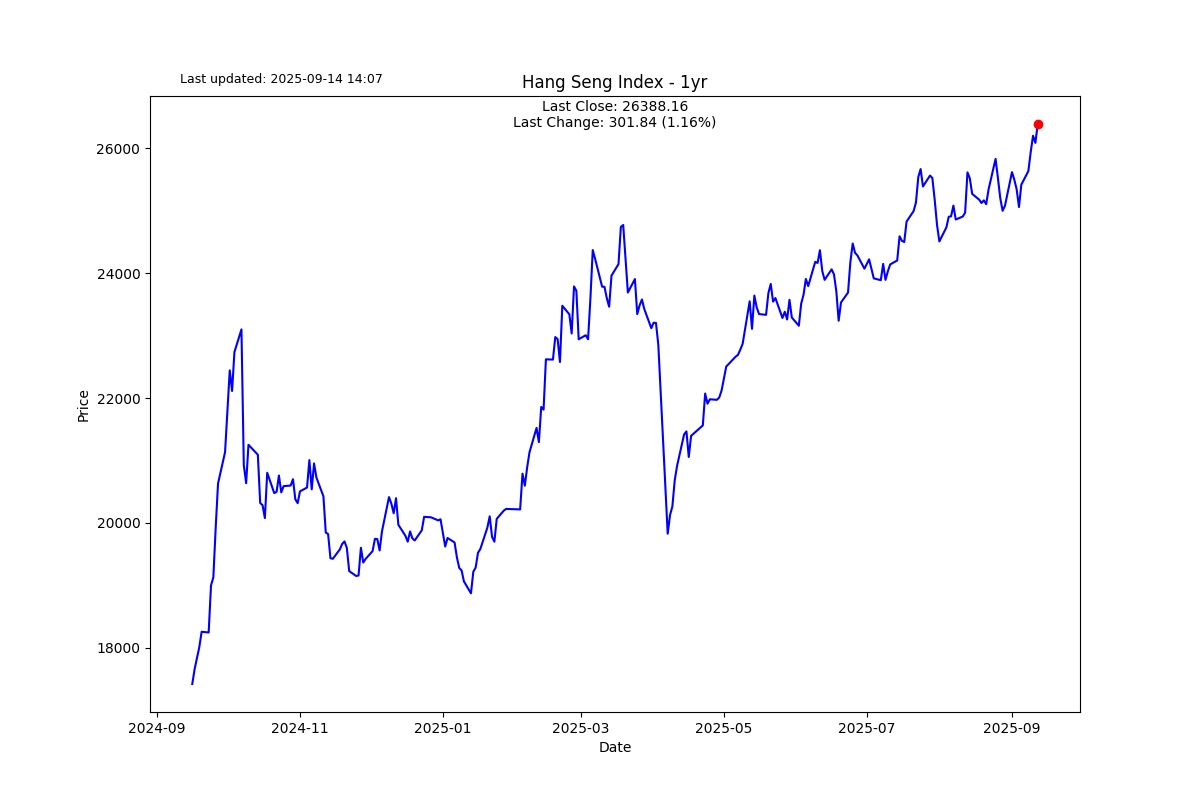 Last updated: 2025-09-14 14:07
Hang Seng Index - 1yr
Last Close: 26388.16
Last Change: 301.84 (1.16%)
26000
24000
22000
20000
18000
Price
2024-09
2024-11
2025-01
2025-03
2025-05
2025-07
2025-09
Date